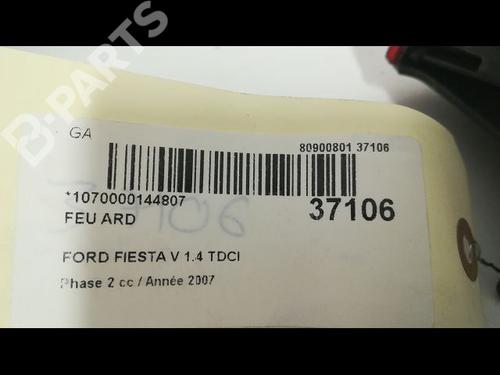 B-PARTS
GA
80900801 37106
*1070000144807
37106
FEU ARD
37106
FORD FIESTA V 1.4 TDCI
Phase 2 cc / Année 2007